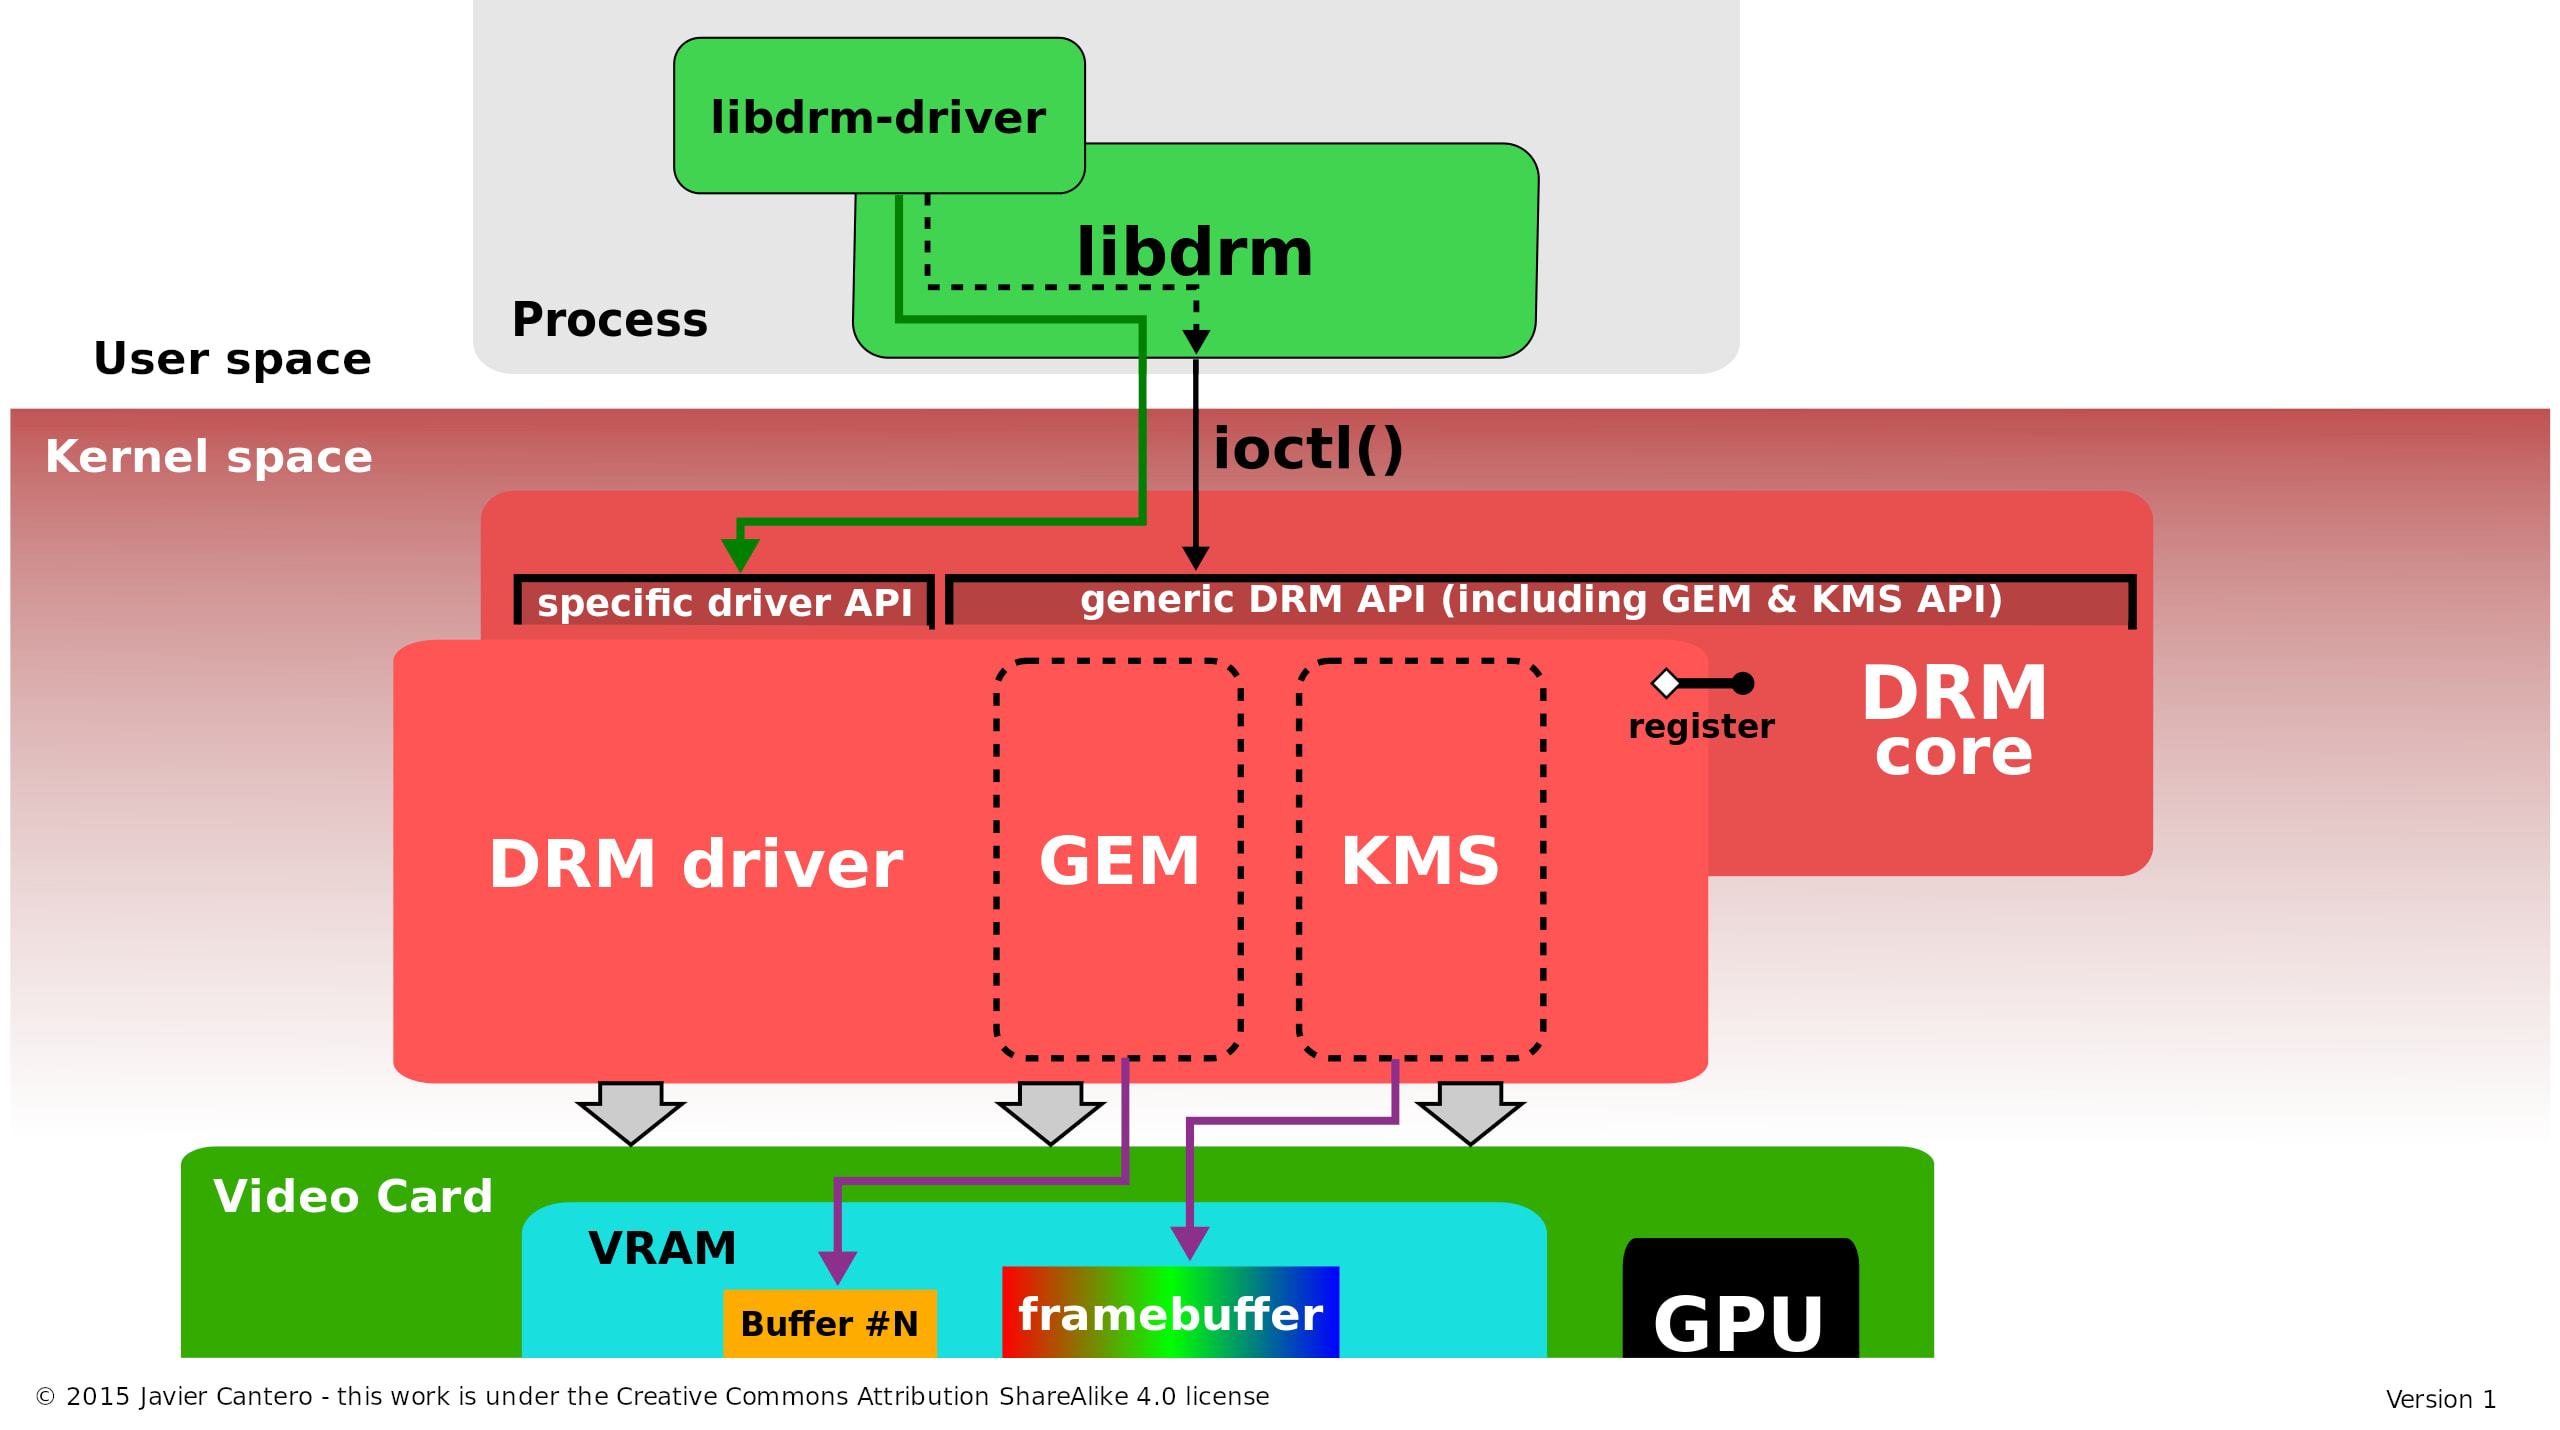 libdrm-driver
libdrm
Process
User space
Kernel space
ioctl()
specific driver API
generic DRM API (including GEM & KMS API)
register
DRM
core
DRM driver
GEM
KMS
Video Card
VRAM
Buffer #N
framebuffer
GPU
© 2015 Javier Cantero - this work is under the Creative Commons Attribution ShareAlike 4.0 license
Version 1